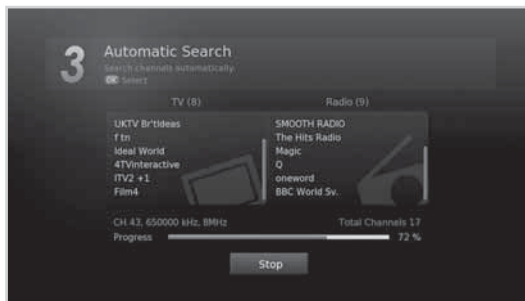 3
Automatic Search
Search channels automatically.
OK Select
TV (8)
Radio (9)
UKTV Br'tIdeas
f tn
Ideal World
4TVinteractive
ITV2 +1
Film4
SMOOTH RADIO
The Hits Radio
Magic
Q
oneword
BBC World Sv.
CH 43, 650000 kHz, 8MHz
Total Channels 17
Progress
72 %
Stop